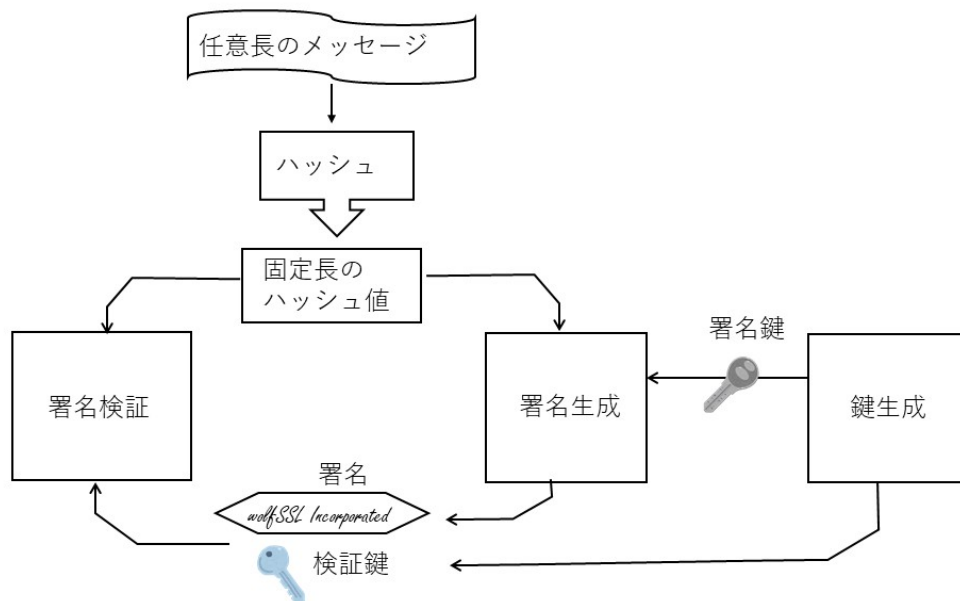 任意長のメッセージ
ハッシュ
固定長の
ハッシュ値
署名鍵
署名検証
署名生成
鍵生成
署名
wolfSSL Incorporated
検証鍵